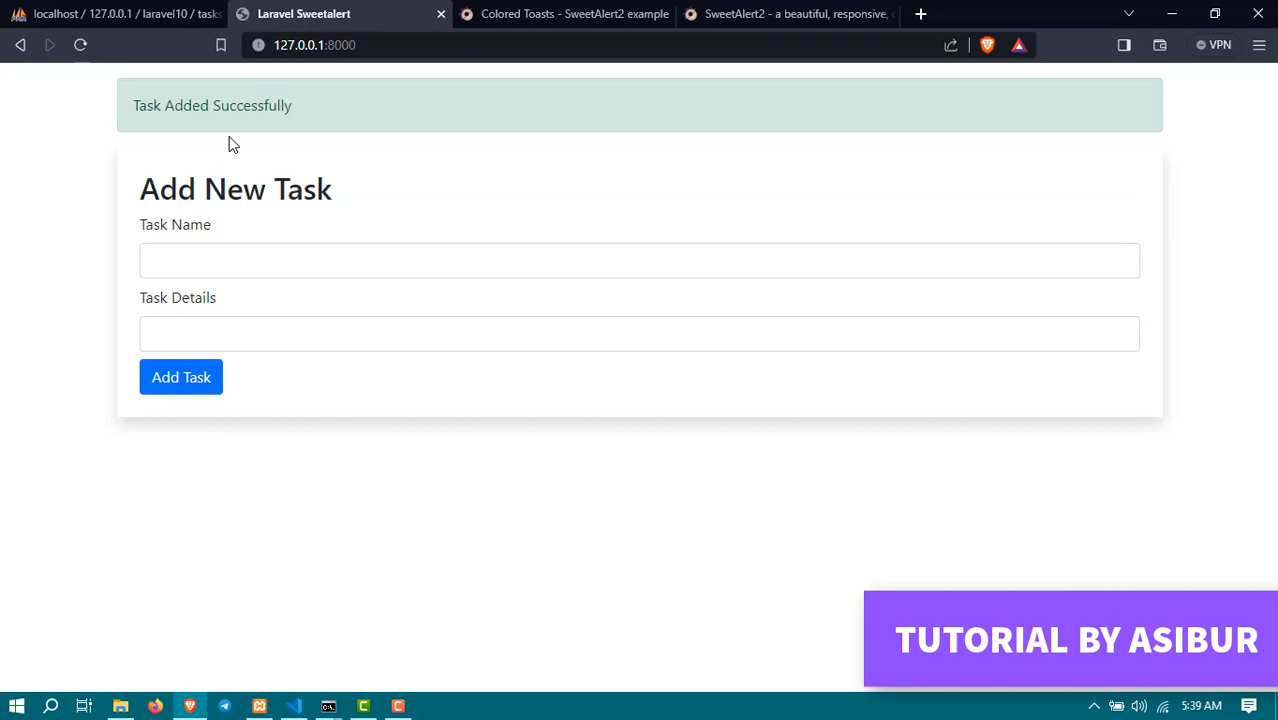 localhost / 127.0.0.1 / laravel10 / tasks
Laravel Sweetalert
Colored Toasts - SweetAlert2 example
SweetAlert2 - a beautiful, responsive,
127.0.0.1:8000
VPN
Task Added Successfully
Add New Task
Task Name
Task Details
Add Task
TUTORIAL BY ASIBUR
5:39 AM